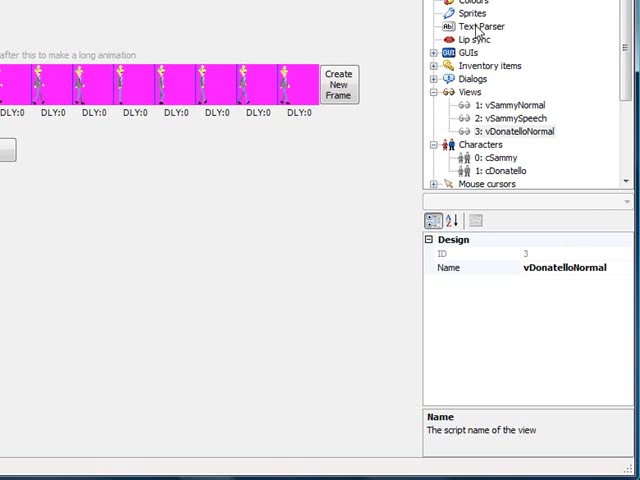 Colours
Sprites
after this to make a long animation
Text Parser
Lip sync
GUI GUIs
Inventory items
Create
New
Frame
Dialogs
Views
1: vSammyNormal
DLY:0 DLY:0 DLY:0 DLY:0 DLY:0 DLY:0 DLY:0 DLY:0
2: vSammySpeech
3: vDonatelloNormal
Characters
0: cSammy
1: cDonatello
Mouse cursors
Design
ID 3
Name vDonatelloNormal
Name
The script name of the view